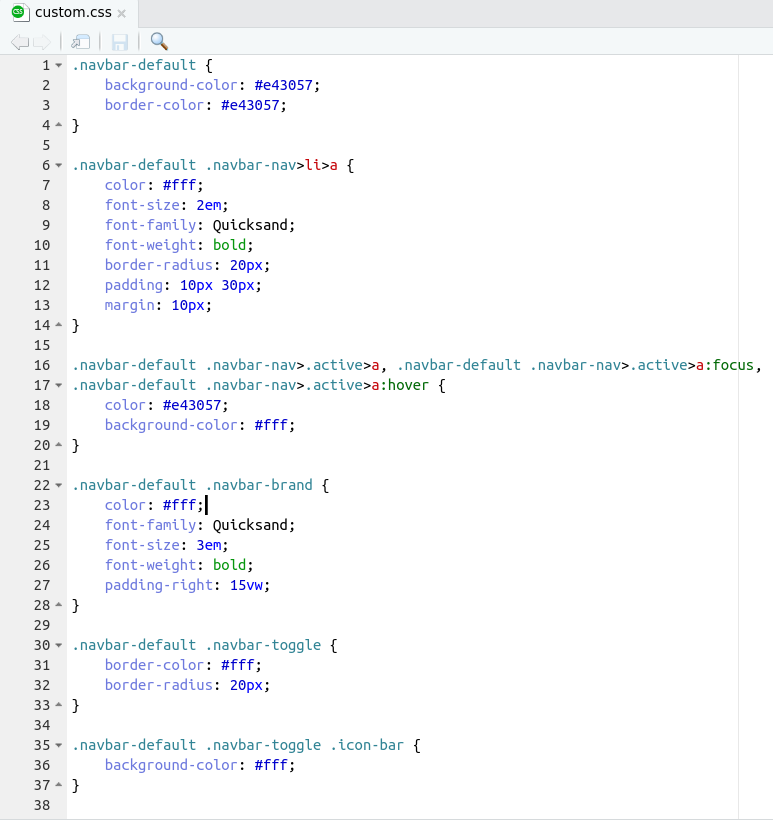 CSS custom.css
1 .navbar-default {
2     background-color: #e43057;
3     border-color: #e43057;
4 }
5
6 .navbar-default .navbar-nav>li>a {
7     color: #fff;
8     font-size: 2em;
9     font-family: Quicksand;
10     font-weight: bold;
11     border-radius: 20px;
12     padding: 10px 30px;
13     margin: 10px;
14 }
15
16 .navbar-default .navbar-nav>.active>a, .navbar-default .navbar-nav>.active>a:focus,
17 .navbar-default .navbar-nav>.active>a:hover {
18     color: #e43057;
19     background-color: #fff;
20 }
21
22 .navbar-default .navbar-brand {
23     color: #fff;
24     font-family: Quicksand;
25     font-size: 3em;
26     font-weight: bold;
27     padding-right: 15vw;
28 }
29
30 .navbar-default .navbar-toggle {
31     border-color: #fff;
32     border-radius: 20px;
33 }
34
35 .navbar-default .navbar-toggle .icon-bar {
36     background-color: #fff;
37 }
38